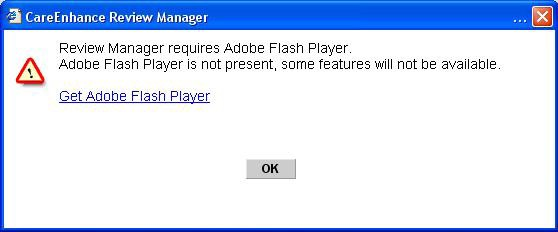 CareEnhance Review Manager ...
Review Manager requires Adobe Flash Player.
Adobe Flash Player is not present, some features will not be available.
Get Adobe Flash Player
OK